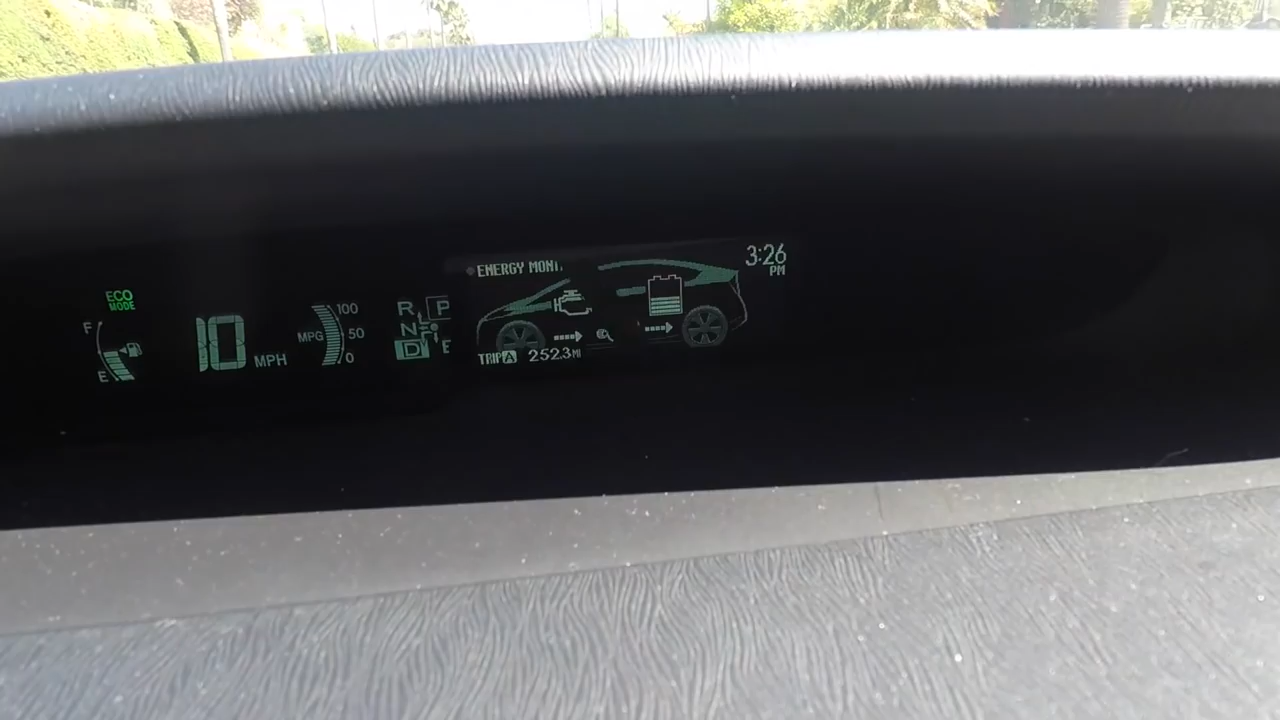 ECO
MODE
F
E
10 MPH
MPG
100
50
0
R
P
N
D
ENERGY MONI
TRIP A 252.3 MI
3:26
PM